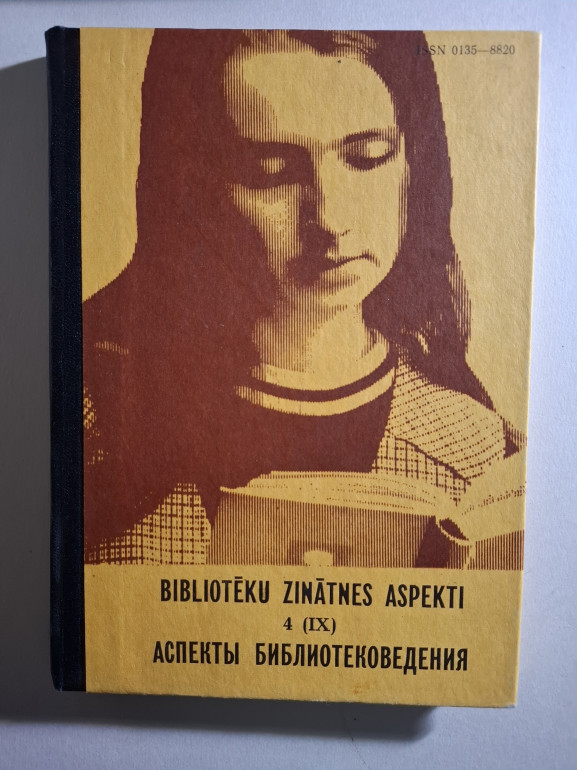 ISSN 0135—8820
BIBLIOTĒKU ZINĀTNES ASPEKTI
4 (IX)
АСПЕКТЫ БИБЛИОТЕКОВЕДЕНИЯ